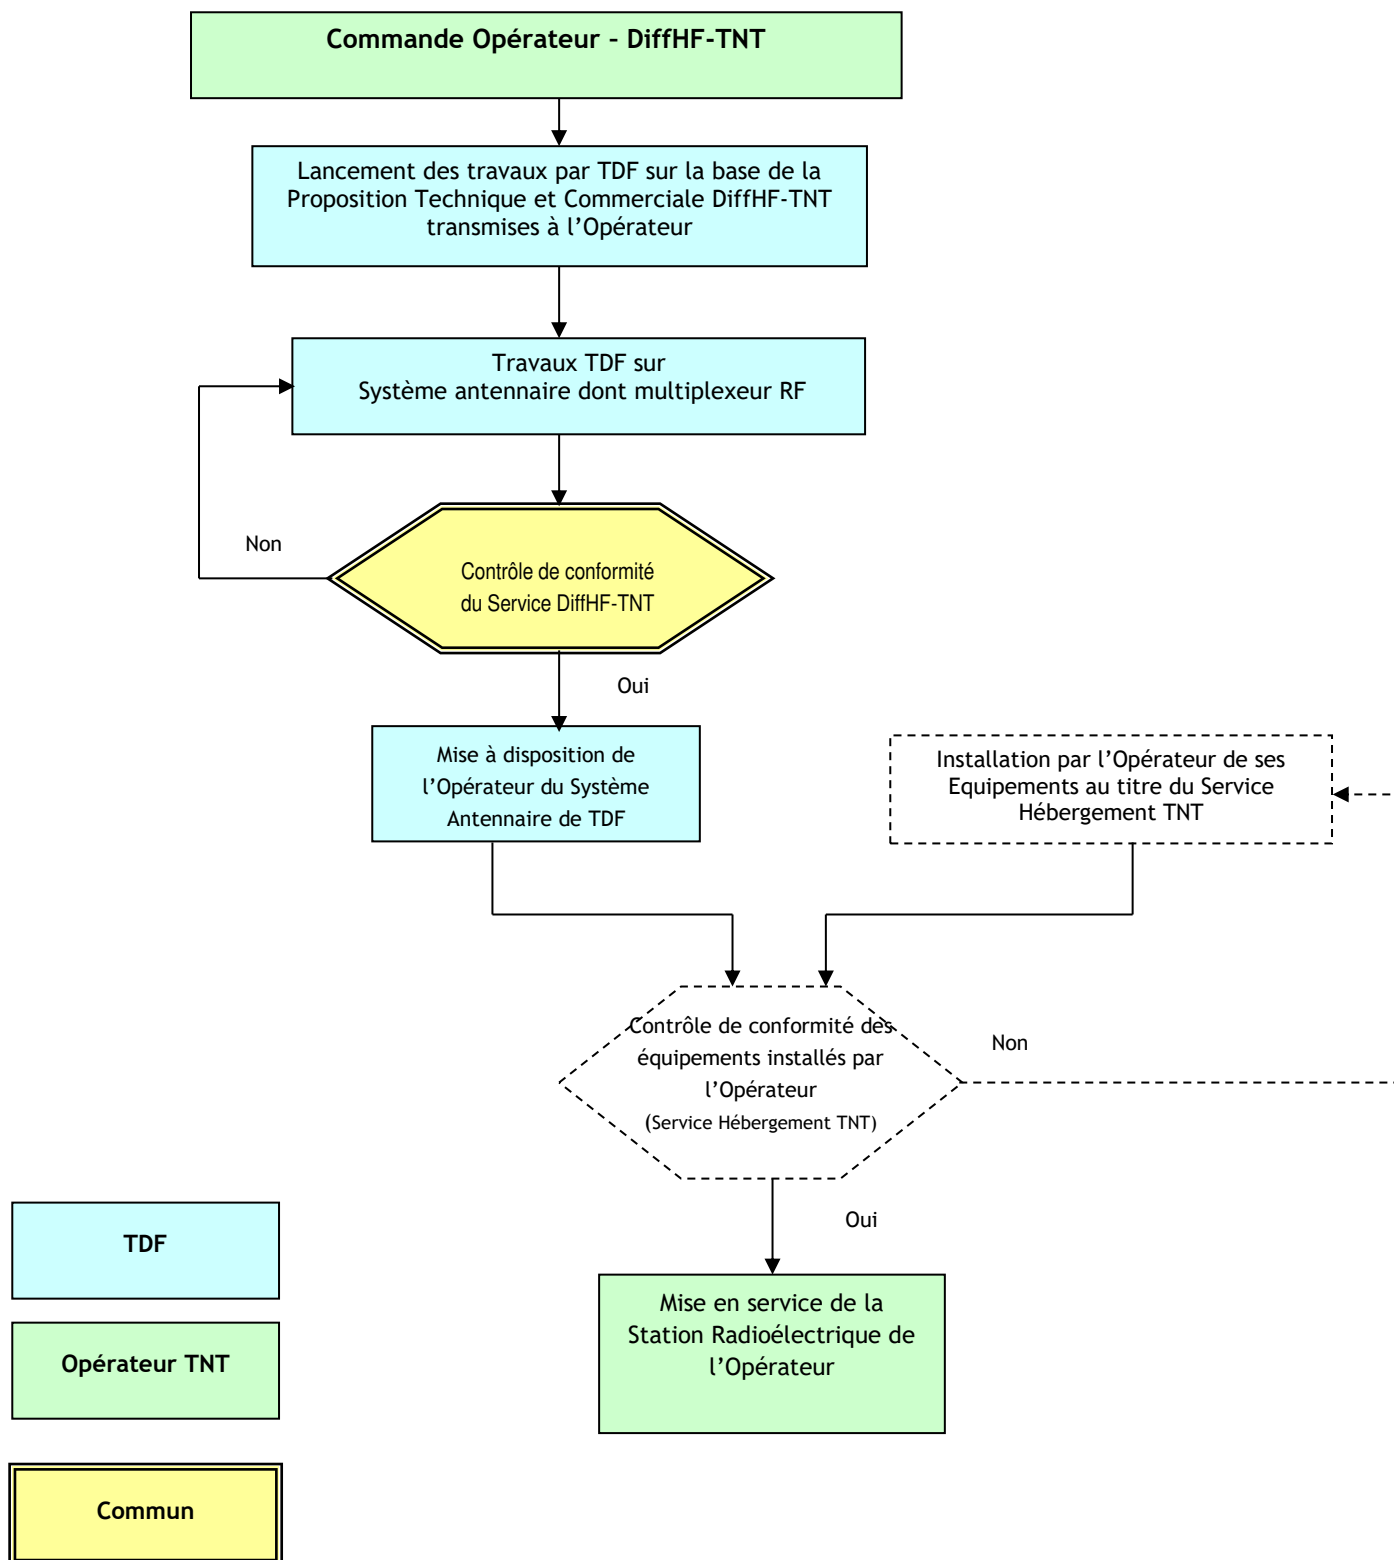 Commande Opérateur – DiffHF-TNT
Lancement des travaux par TDF sur la base de la
Proposition Technique et Commerciale DiffHF-TNT
transmises à l’Opérateur
Travaux TDF sur
Système antennaire dont multiplexeur RF
Non
Contrôle de conformité
du Service DiffHF-TNT
Oui
Mise à disposition de
l’Opérateur du Système
Antennaire de TDF
Installation par l’Opérateur de ses
Equipements au titre du Service
Hébergement TNT
Contrôle de conformité des
équipements installés par
l’Opérateur
(Service Hébergement TNT)
Non
Oui
Mise en service de la
Station Radioélectrique de
l’Opérateur
TDF
Opérateur TNT
Commun